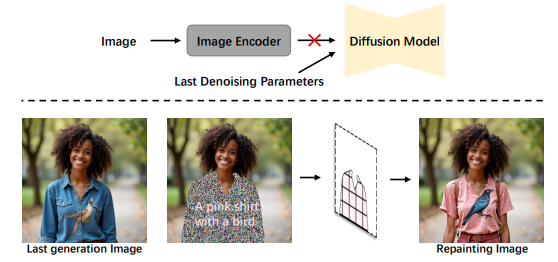 Image
Image Encoder
Diffusion Model
Last Denoising Parameters
A pink shirt
with a bird
Last generation Image
Repainting Image